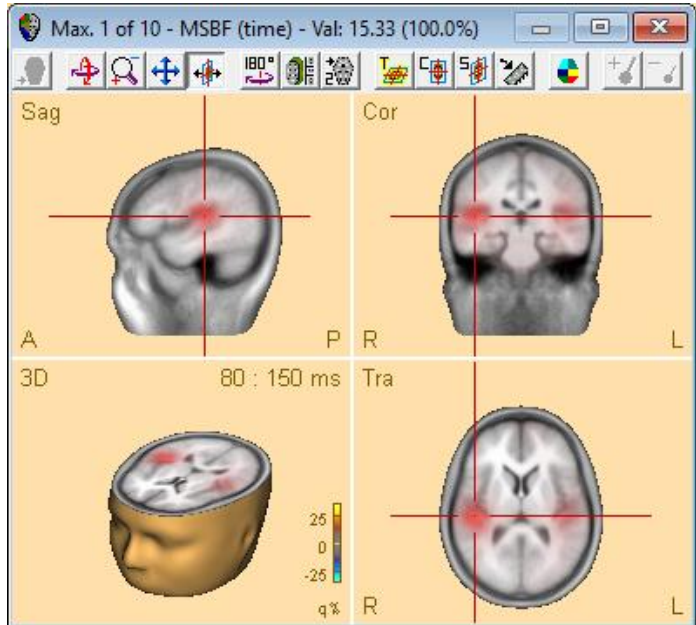 Max. 1 of 10 - MSBF (time) - Val: 15.33 (100.0%)
180°
2
T
C
S
Sag
A P
Cor
R L
3D 80 : 150 ms
25
0
-25
q%
Tra
R L